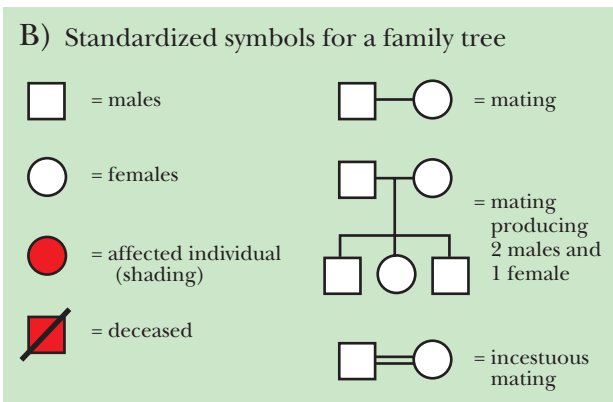 B) Standardized symbols for a family tree
= males
= females
= affected individual
(shading)
= deceased
= mating
= mating
producing
2 males and
1 female
= incestuous
mating